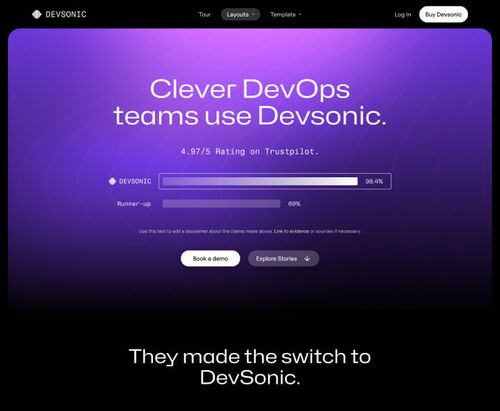 DEVSONIC
Tour
Layouts
Template
Log in
Buy Devsonic
Clever DevOps
teams use Devsonic.
4.97/5 Rating on Trustpilot.
DEVSONIC
98.4%
Runner-up
69%
Use this text to add a disclaimer about the claims made above. Link to evidence or sources if necessary.
Book a demo
Explore Stories
They made the switch to
DevSonic.